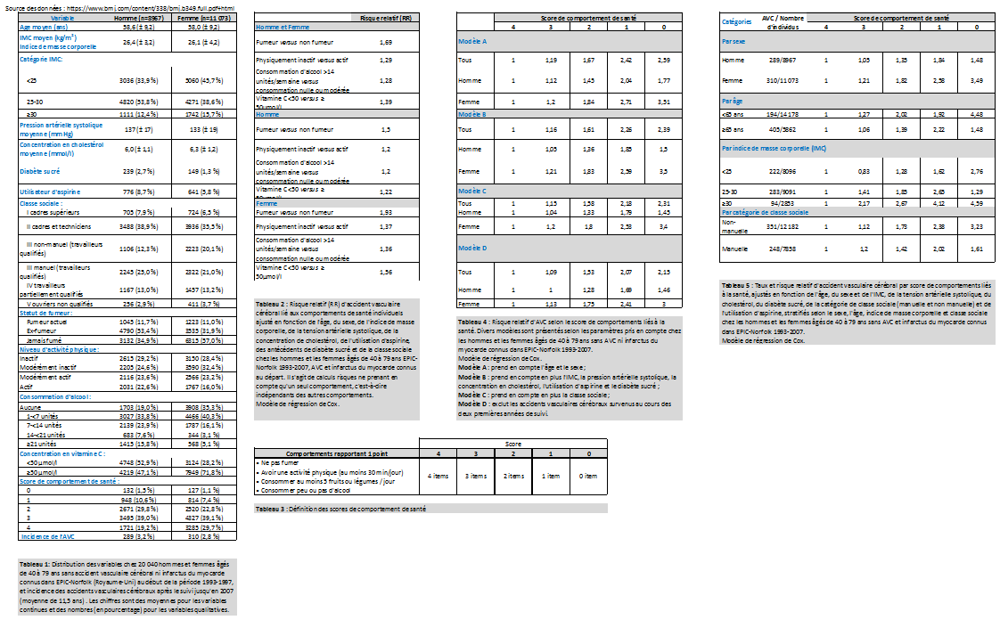 Source des données : https://www.bmj.com/content/338/bmj.b349.full.pdf+html
Variable Homme (n=8967) Femme (n=11 073)
Age moyen (ans) 58,6 (± 9,2) 58,0 (± 9,2)
IMC moyen (kg/m²)
Indice de masse corporelle 26,4 (± 3,2) 26,1 (± 4,2)
Catégorie IMC:
<25 3036 (33,9%) 5060 (45,7%)
25-30 4820 (53,8%) 4271 (38,6%)
≥30 1111 (12,4%) 1742 (15,7%)
Pression artérielle systolique
moyenne (mm Hg) 137 (± 17) 133 (± 19)
Concentration en cholestérol
moyenne (mmol/l) 6,0 (± 1,1) 6,3 (± 1,2)
Diabète sucré 239 (2,7%) 149 (1,3 %)
Utilisateur d'aspirine 776 (8,7%) 641 (5,8 %)
Classe sociale :
I cadres supérieurs 705 (7,9%) 724 (6,5 %)
II cadres et techniciens 3488 (38,9%) 3936 (35,5%)
III non-manuel (travailleurs
qualifiés) 1106 (12,3%) 2223 (20,1%)
III manuel (travailleurs
qualifiés) 2245 (25,0%) 2322 (21,0%)
IV travailleurs
partiellement qualifiés 1167 (13,0%) 1457 (13,2%)
V ouvriers non qualifiés 256 (2,9%) 411 (3,7 %)
Statut de fumeur:
Fumeur actuel 1045 (11,7%) 1223 (11,0%)
Ex-fumeur 4790 (53,4%) 3535 (31,9%)
Jamais fumé 3132 (34,9%) 6315 (57,0%)
Niveau d'activité physique :
Inactif 2615 (29,2%) 3150 (28,4%)
Modérément inactif 2205 (24,6%) 3590 (32,4%)
Modérément actif 2116 (23,6%) 2566 (23,2%)
Actif 2031 (22,6%) 1767 (16,0%)
Consommation d'alcool :
Aucune 1703 (19,0%) 3908 (35,3%)
1-<7 unités 3027 (33,8%) 4466 (40,3%)
7-<14 unités 2139 (23,9%) 1787 (16,1%)
14-<21 unités 683 (7,6%) 344 (3,1 %)
≥21 unités 1415 (15,8%) 568 (5,1 %)
Concentration en vitamine C :
<50 µmol/l 4748 (52,9%) 3124 (28,2%)
≥50 µmol/l 4219 (47,1%) 7949 (71,8%)
Score de comportement de santé :
0 132 (1,5%) 127 (1,1 %)
1 948 (10,6%) 814 (7,4 %)
2 2671 (29,8%) 2520 (22,8%)
3 3495 (39,0%) 4327 (39,1%)
4 1721 (19,2%) 3285 (29,7%)
Incidence de l'AVC 289 (3,2%) 310 (2,8 %)
Tableau 1: Distribution des variables chez 20 040 hommes et femmes âgés
de 40 à 79 ans sans accident vasculaire cérébral ni infarctus du myocarde
connus dans EPIC-Norfolk (Royaume-Uni) au début de la période 1993-1997,
et incidence des accidents vasculaires cérébraux après le suivi jusqu'en 2007
(moyenne de 11,5 ans) . Les chiffres sont des moyennes pour les variables
continues et des nombres (en pourcentage) pour les variables qualitatives.
Risque relatif (RR)
Homme et Femme
Fumeur versus non fumeur 1,69
Physiquement inactif versus actif 1,29
Consommation d'alcool >14
unités/semaine versus
consommation nulle ou modérée 1,28
Vitamine C <50 versus ≥
50µmol/l 1,39
Homme
Fumeur versus non fumeur 1,5
Physiquement inactif versus actif 1,2
Consommation d'alcool >14
unités/semaine versus
consommation nulle ou modérée 1,2
Vitamine C <50 versus ≥
50µmol/l 1,22
Femme
Fumeur versus non fumeur 1,93
Physiquement inactif versus actif 1,37
Consommation d'alcool >14
unités/semaine versus
consommation nulle ou modérée 1,36
Vitamine C <50 versus ≥
50µmol/l 1,56
Tableau 2 : Risque relatif (RR) d'accident vasculaire
cérébral lié aux comportements de santé individuels
ajusté en fonction de l'âge, du sexe, de l'indice de masse
corporelle, de la tension artérielle systolique, de la
concentration de cholestérol, de l'utilisation d'aspirine,
des antécédents de diabète sucré et de la classe sociale
chez les hommes et les femmes âgés de 40 à 79 ans EPIC-
Norfolk 1993-2007, AVC et infarctus du myocarde connus
au départ. Il s'agit de calculs risques ne prenant en
compte qu'un seul comportement, c'est-à-dire
indépendants des autres comportements.
Modèle de régression de Cox.
Score
Comportements rapportant 1 point 4 3 2 1 0
• Ne pas fumer
• Avoir une activité physique (au moins 30 min/jour)
• Consommer au moins 5 fruits ou légumes / jour
• Consommer peu ou pas d'alcool
4 items 3 items 2 items 1 item 0 item
Tableau 3 : Définition des scores de comportement de santé
Score de comportement de santé
4 3 2 1 0
Modèle A
Tous 1 1,19 1,67 2,42 2,59
Homme 1 1,12 1,45 2,04 1,77
Femme 1 1,2 1,84 2,71 3,51
Modèle B
Tous 1 1,16 1,61 2,26 2,39
Homme 1 1,05 1,36 1,85 1,5
Femme 1 1,21 1,83 2,59 3,5
Modèle C
Tous 1 1,15 1,58 2,18 2,31
Homme 1 1,04 1,33 1,79 1,45
Femme 1 1,2 1,8 2,53 3,4
Modèle D
Tous 1 1,09 1,53 2,07 2,15
Homme 1 1 1,28 1,69 1,46
Femme 1 1,13 1,75 2,41 3
Tableau 4 : Risque relatif d'AVC selon le score de comportements liés à la
santé. Divers modèles sont présentés selon les paramètres pris en compte chez
les hommes et les femmes âgés de 40 à 79 ans sans AVC ni infarctus du
myocarde connus dans EPIC-Norfolk 1993-2007.
Modèle de régression de Cox.
Modèle A : prend en compte l'âge et le sexe ;
Modèle B : prend en compte en plus l'IMC, la pression artérielle systolique, la
concentration en cholestérol, l'utilisation d'aspirine et le diabète sucré ;
Modèle C : prend en compte en plus la classe sociale ;
Modèle D : exclut les accidents vasculaires cérébraux survenus au cours des
deux premières années de suivi.
Catégories AVC / Nombre
d'individus Score de comportement de santé
4 3 2 1 0
Par sexe
Homme 289/8967 1 1,05 1,35 1,84 1,48
Femme 310/11 073 1 1,21 1,82 2,58 3,49
Par âge
<65 ans 194/14 178 1 1,27 2,02 1,92 4,48
≥65 ans 405/5862 1 1,06 1,39 2,22 1,48
Par indice de masse corporelle (IMC)
<25 222/8096 1 0,83 1,28 1,62 2,76
25-30 283/9091 1 1,41 1,85 2,65 1,29
≥30 94/2853 1 2,17 2,67 4,12 4,59
Par catégorie de classe sociale
Non-
manuelle 351/12 182 1 1,12 1,73 2,38 3,23
Manuelle 248/7858 1 1,2 1,42 2,02 1,61
Tableau 5 : Taux et risque relatif d'accident vasculaire cérébral par score de comportements liés
à la santé, ajustés en fonction de l'âge, du sexe et de l'IMC, de la tension artérielle systolique, du
cholestérol, du diabète sucré, de la catégorie de classe sociale (manuelle et non manuelle) et de
l'utilisation d'aspirine, stratifiés selon le sexe, l'âge, indice de masse corporelle et classe sociale
chez les hommes et les femmes âgés de 40 à 79 ans sans AVC et infarctus du myocarde connus
dans EPIC-Norfolk 1993-2007.
Modèle de régression de Cox.